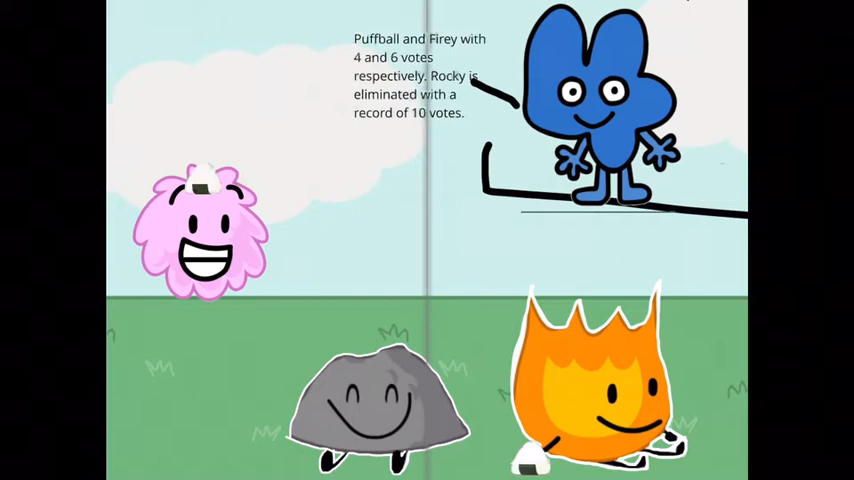 Puffball and Firey with
4 and 6 votes
respectively. Rocky is
eliminated with a
record of 10 votes.